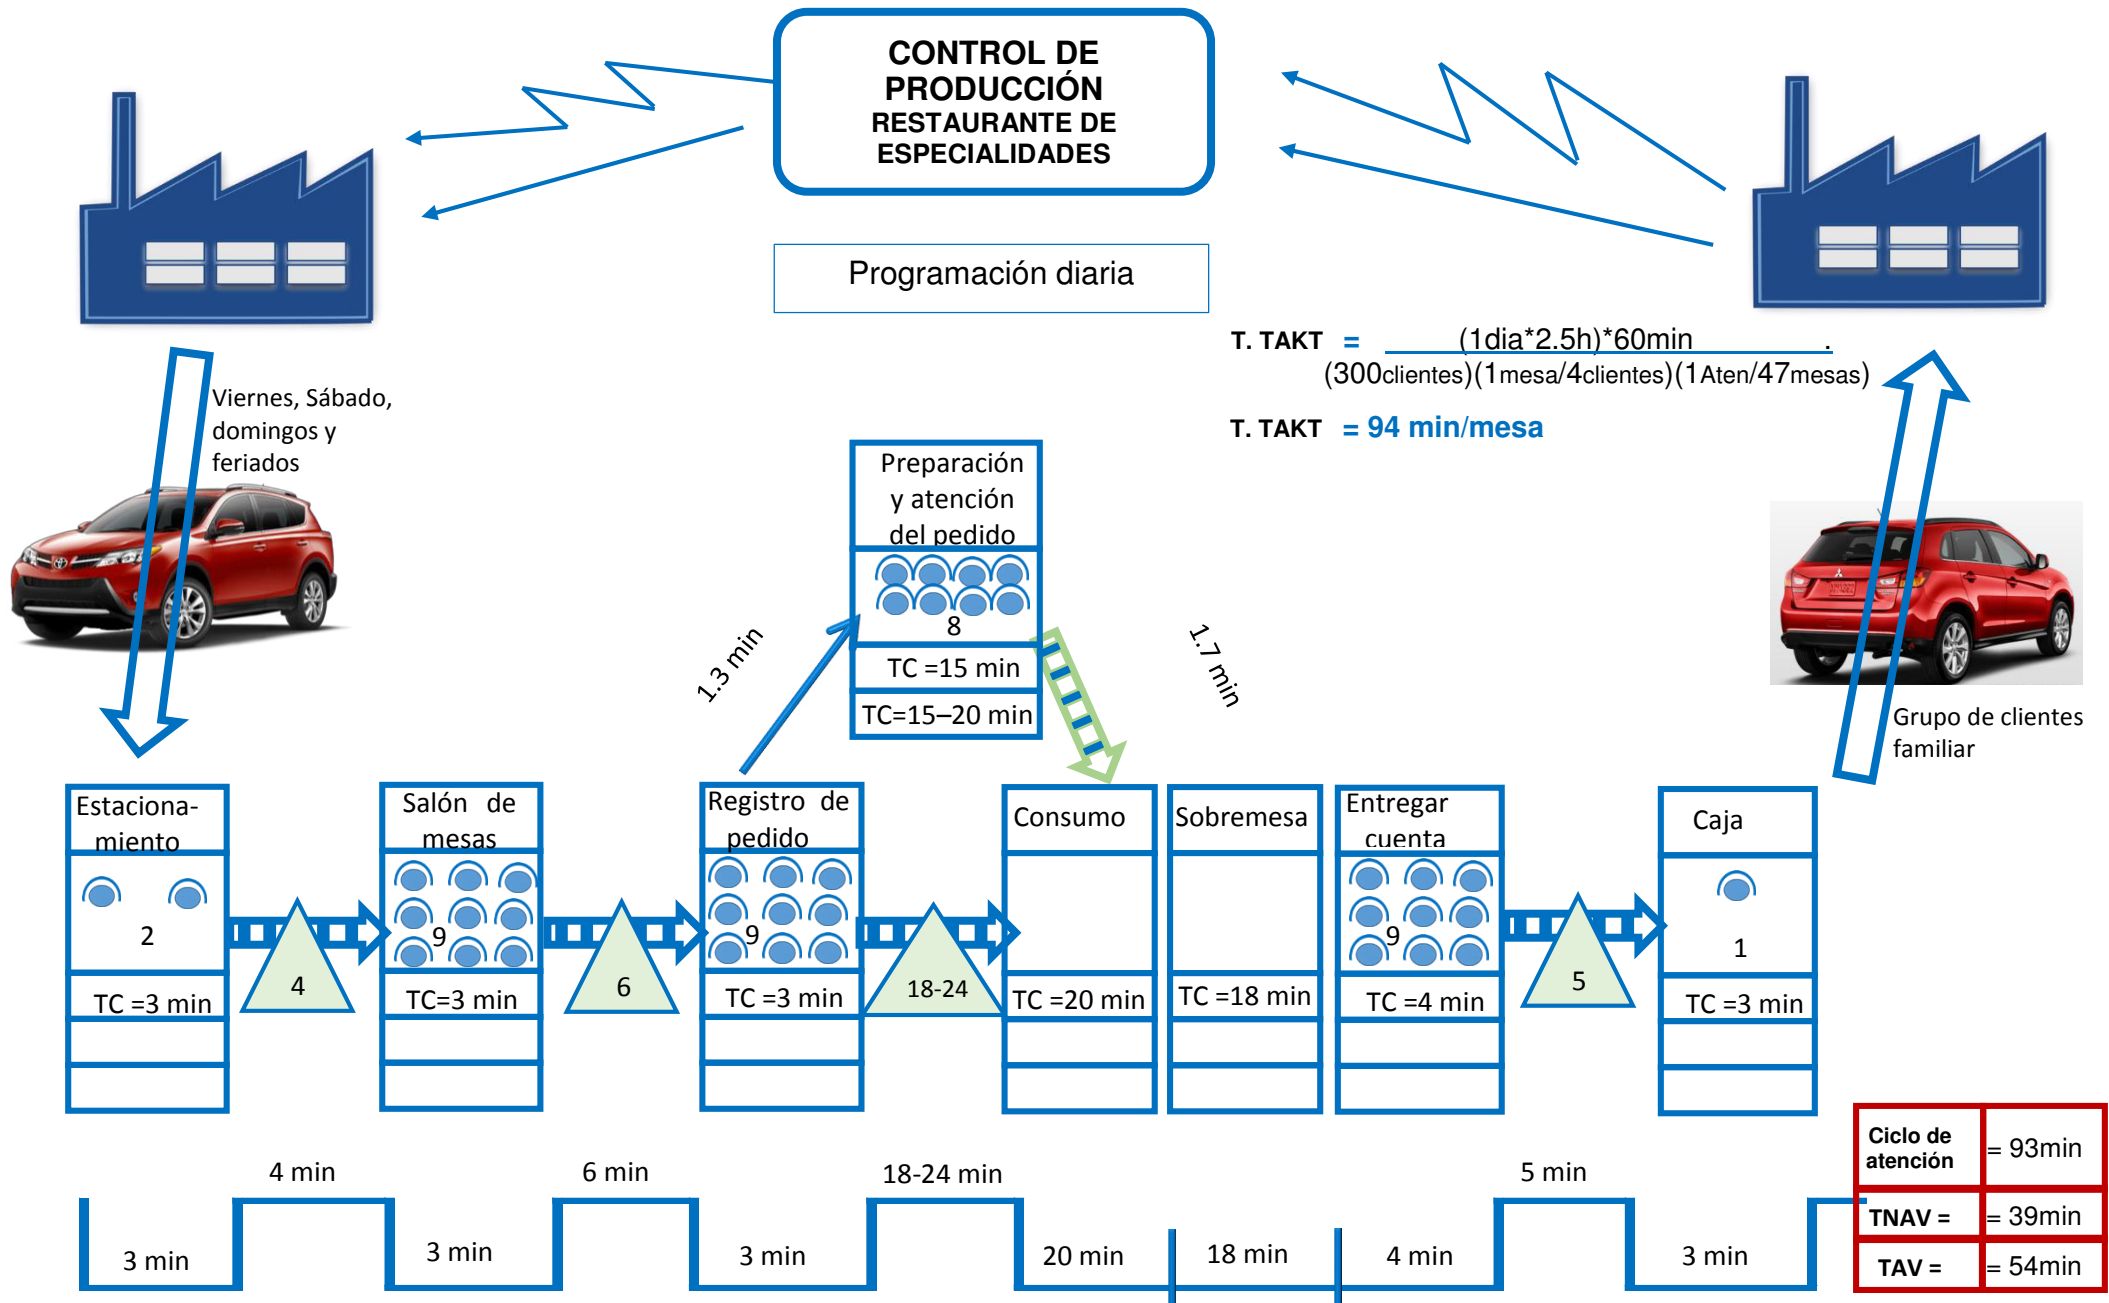 CONTROL DE
PRODUCCIÓN
RESTAURANTE DE
ESPECIALIDADES
Programación diaria
T. TAKT = (1dia*2.5h)*60min .
(300clientes)(1mesa/4clientes)(1Aten/47mesas)
T. TAKT = 94 min/mesa
Viernes, Sábado,
domingos y
feriados
Preparación
y atención
del pedido
8
TC =15 min
TC=15–20 min
1.3 min
1.7 min
Grupo de clientes
familiar
Estaciona-
miento
2
TC =3 min
4
Salón de
mesas
9
TC=3 min
6
Registro de
pedido
9
TC =3 min
18-24
Consumo
TC =20 min
Sobremesa
TC =18 min
Entregar
cuenta
9
TC =4 min
5
Caja
1
TC =3 min
4 min
6 min
18-24 min
5 min
3 min
3 min
3 min
20 min
18 min
4 min
3 min
Ciclo de
atención
= 93min
TNAV = = 39min
TAV = = 54min